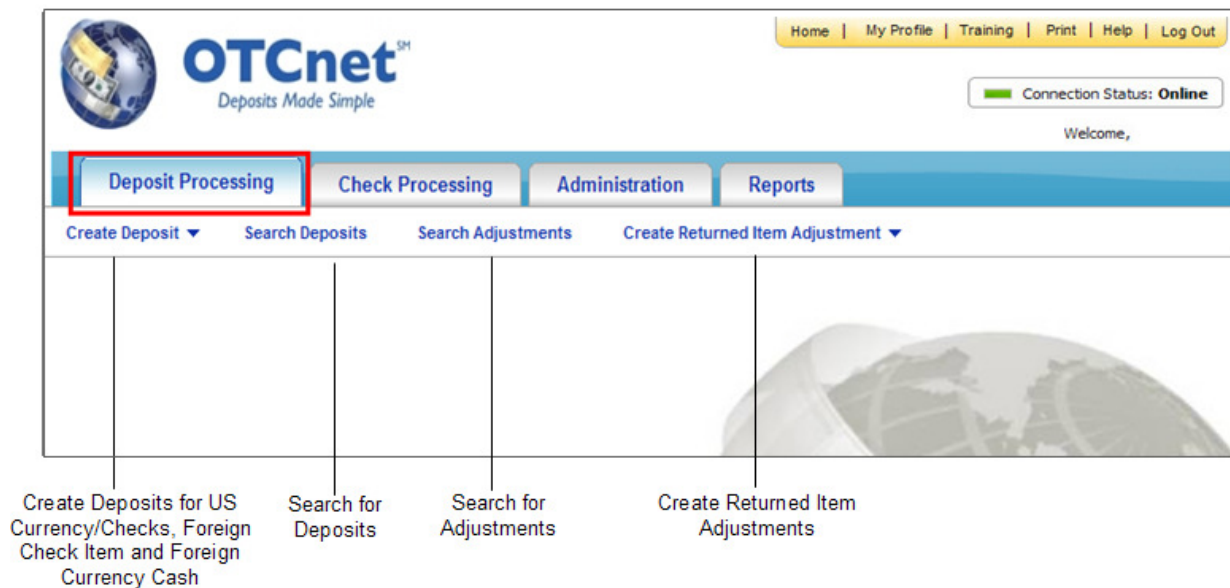 Home | My Profile | Training | Print | Help | Log Out
OTCnet SM
Deposits Made Simple
Connection Status: Online
Welcome,
Deposit Processing Check Processing Administration Reports
Create Deposit Search Deposits Search Adjustments Create Returned Item Adjustment
Create Deposits for US
Currency/Checks, Foreign
Check Item and Foreign
Currency Cash
Search for
Deposits
Search for
Adjustments
Create Returned Item
Adjustments